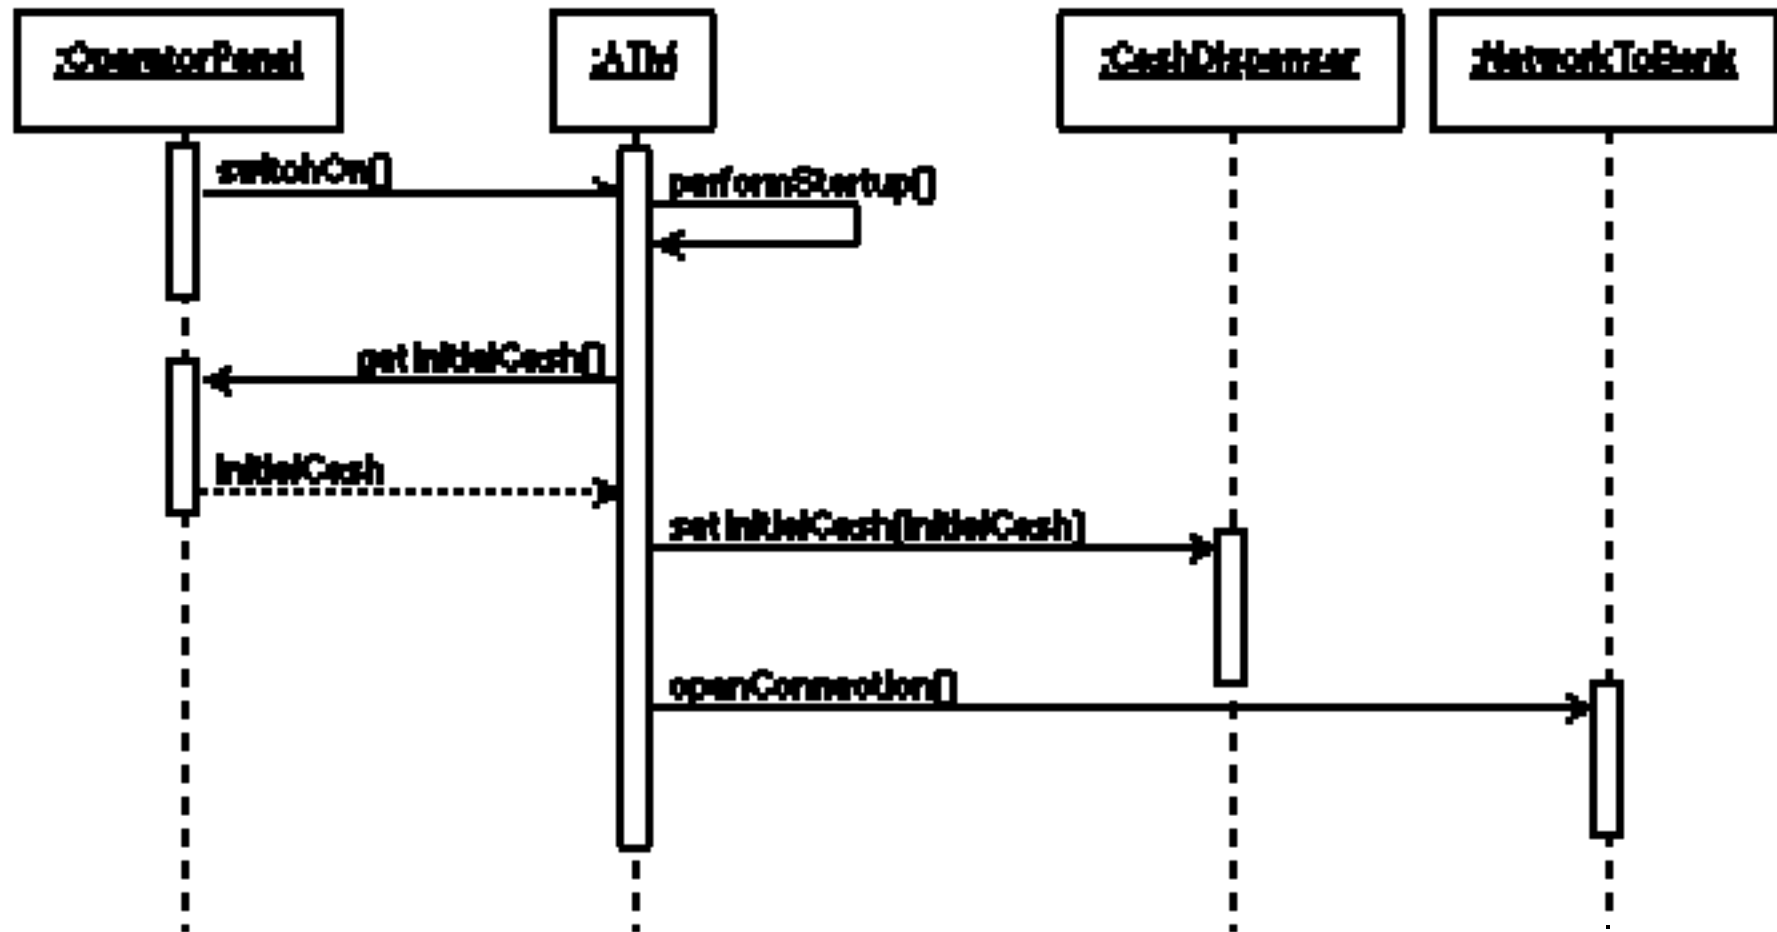 :OperatorPanel
:ATM
:CashDispenser
:NetworkToBank
switchOn()
performStartup()
getInitialCash()
initialCash
setInitialCash(initialCash)
openConnection()